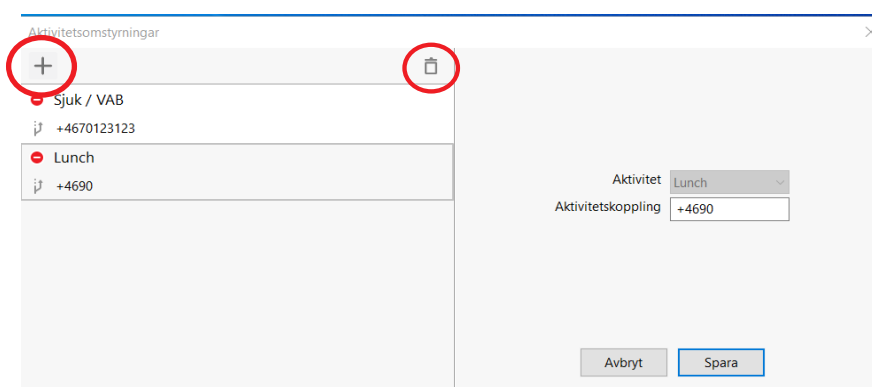 Aktivitetsomstyrningar
Sjuk / VAB
+4670123123
Lunch
+4690
Aktivitet Lunch
Aktivitetskoppling +4690
Avbryt Spara